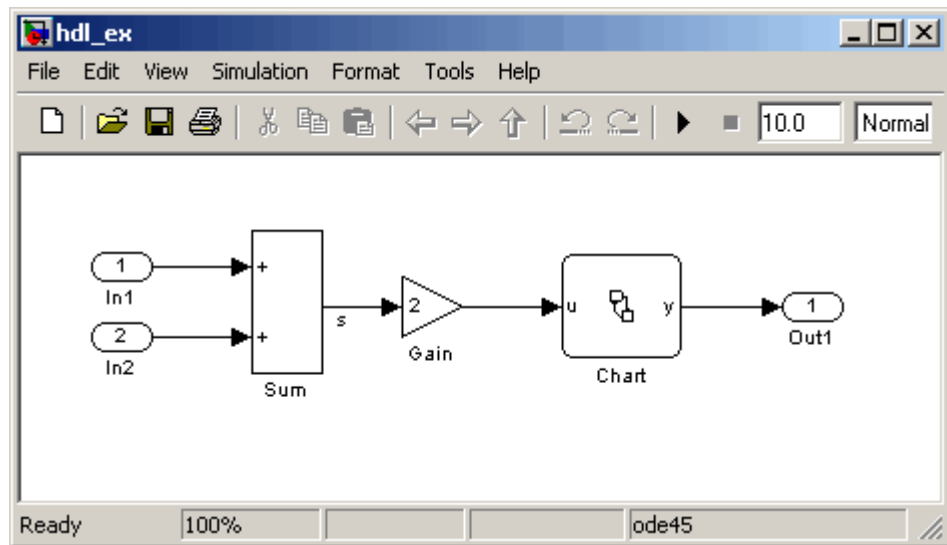 hdl_ex
File Edit View Simulation Format Tools Help
10.0 Normal
1 + 
In1
2 +
In2
Sum
s
2
Gain
u y
Chart
1
Out1
Ready 100% ode45